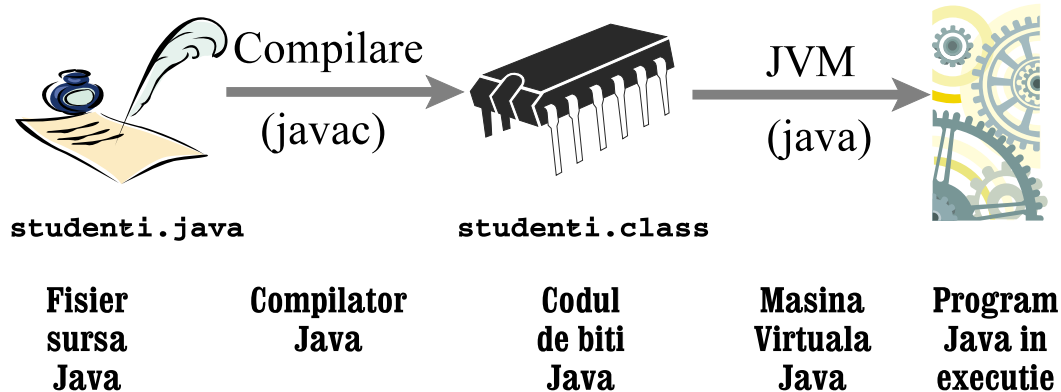 Compilare
(javac)
JVM
(java)
studenti.java
studenti.class
Fisier
sursa
Java
Compilator
Java
Codul
de biti
Java
Masina
Virtuala
Java
Program
Java in
executie